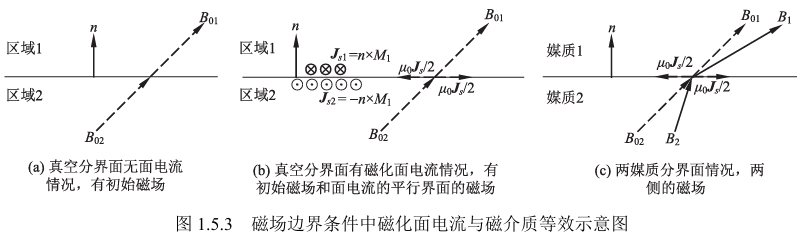 n
B01
区域1
区域2
B02
(a) 真空分界面无面电流
情况，有初始磁场
n
Js1=n×M1
B01
区域1
μ0Js/2
区域2
μ0Js/2
Js2=−n×M1
B02
(b) 真空分界面有磁化面电流情况，有
初始磁场和面电流的平行界面的磁场
n
B01
B1
媒质1
μ0Js/2
媒质2
μ0Js/2
B02
B2
(c) 两媒质分界面情况，两
侧的磁场
图 1.5.3 磁场边界条件中磁化面电流与磁介质等效示意图